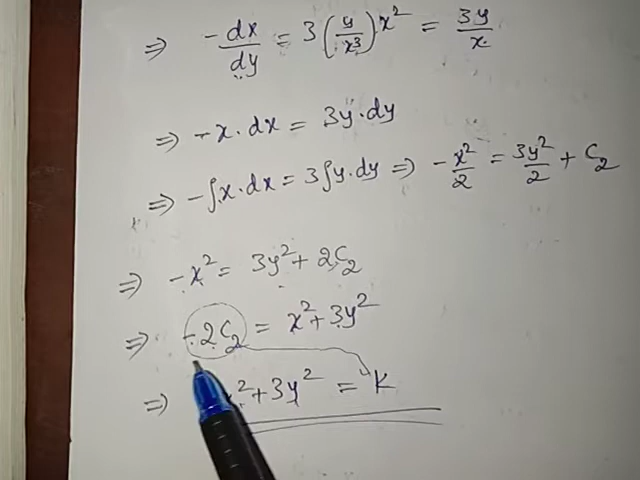 ⇒ -dx/dy = 3(y/x³)x² = 3y/x
⇒ -x·dx = 3y·dy
⇒ -∫x·dx = 3∫y·dy ⇒ -x²/2 = 3y²/2 + C₂
⇒ -x² = 3y² + 2C₂
⇒ -2C₂ = x² + 3y²
⇒ x² + 3y² = K